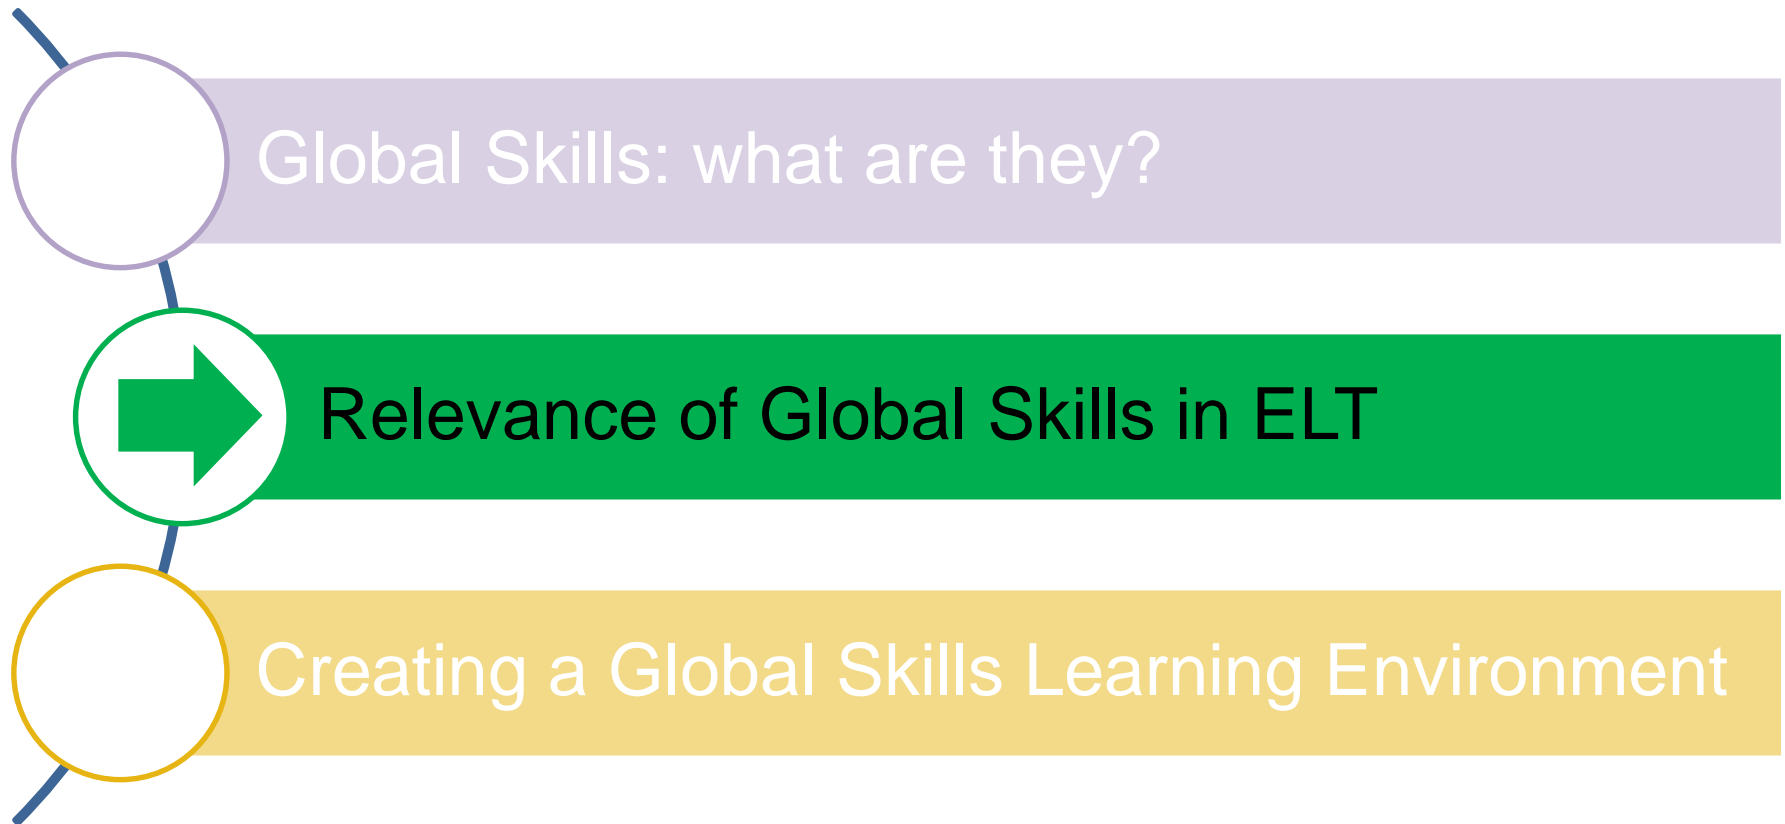 Global Skills: what are they?
Relevance of Global Skills in ELT
Creating a Global Skills Learning Environment